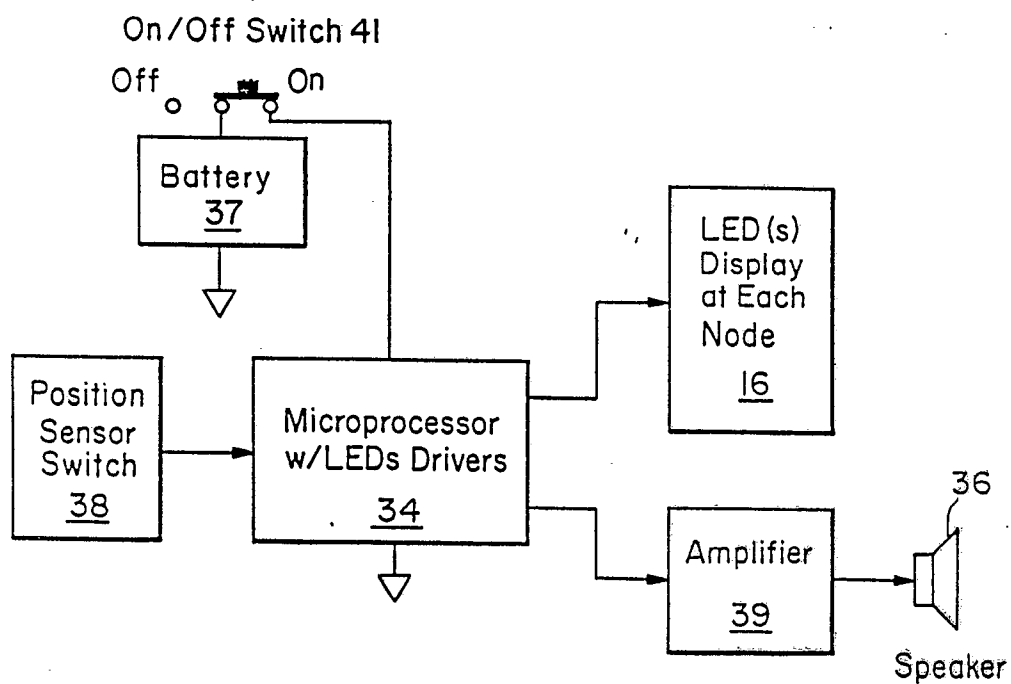 On/Off Switch 41
Off
On
Battery
37
LED(s)
Display
at Each
Node
16
Position
Sensor
Switch
38
Microprocessor
w/LEDs Drivers
34
36
Amplifier
39
Speaker